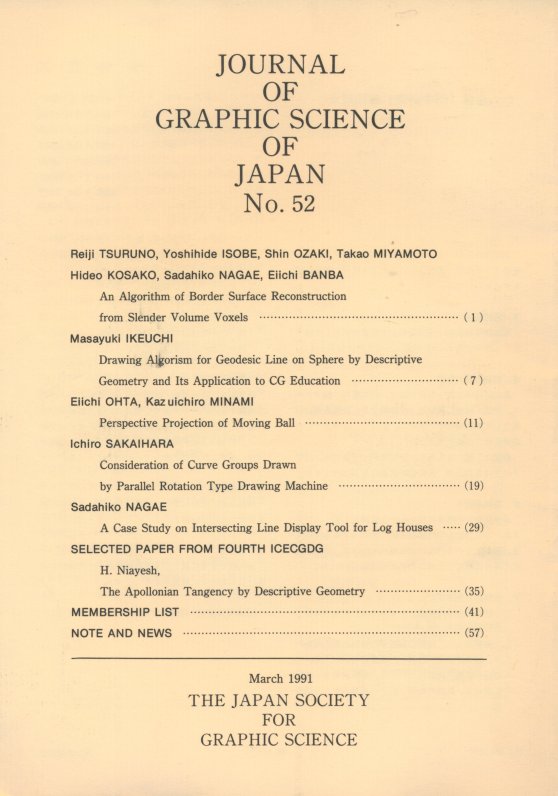 JOURNAL
OF
GRAPHIC SCIENCE
OF
JAPAN
No. 52
Reiji TSURUNO, Yoshihide ISOBE, Shin OZAKI, Takao MIYAMOTO
Hideo KOSAKO, Sadahiko NAGAE, Eiichi BANBA
An Algorithm of Border Surface Reconstruction
from Slender Volume Voxels ········································ ( 1 )
Masayuki IKEUCHI
Drawing Algorism for Geodesic Line on Sphere by Descriptive
Geometry and Its Application to CG Education ························ ( 7 )
Eiichi OHTA, Kazuichiro MINAMI
Perspective Projection of Moving Ball ································ (11)
Ichiro SAKAIHARA
Consideration of Curve Groups Drawn
by Parallel Rotation Type Drawing Machine ························· (19)
Sadahiko NAGAE
A Case Study on Intersecting Line Display Tool for Log Houses ····· (29)
SELECTED PAPER FROM FOURTH ICECGDG
H. Niayesh,
The Apollonian Tangency by Descriptive Geometry ·················· (35)
MEMBERSHIP LIST ······················································ (41)
NOTE AND NEWS ························································ (57)
March 1991
THE JAPAN SOCIETY
FOR
GRAPHIC SCIENCE